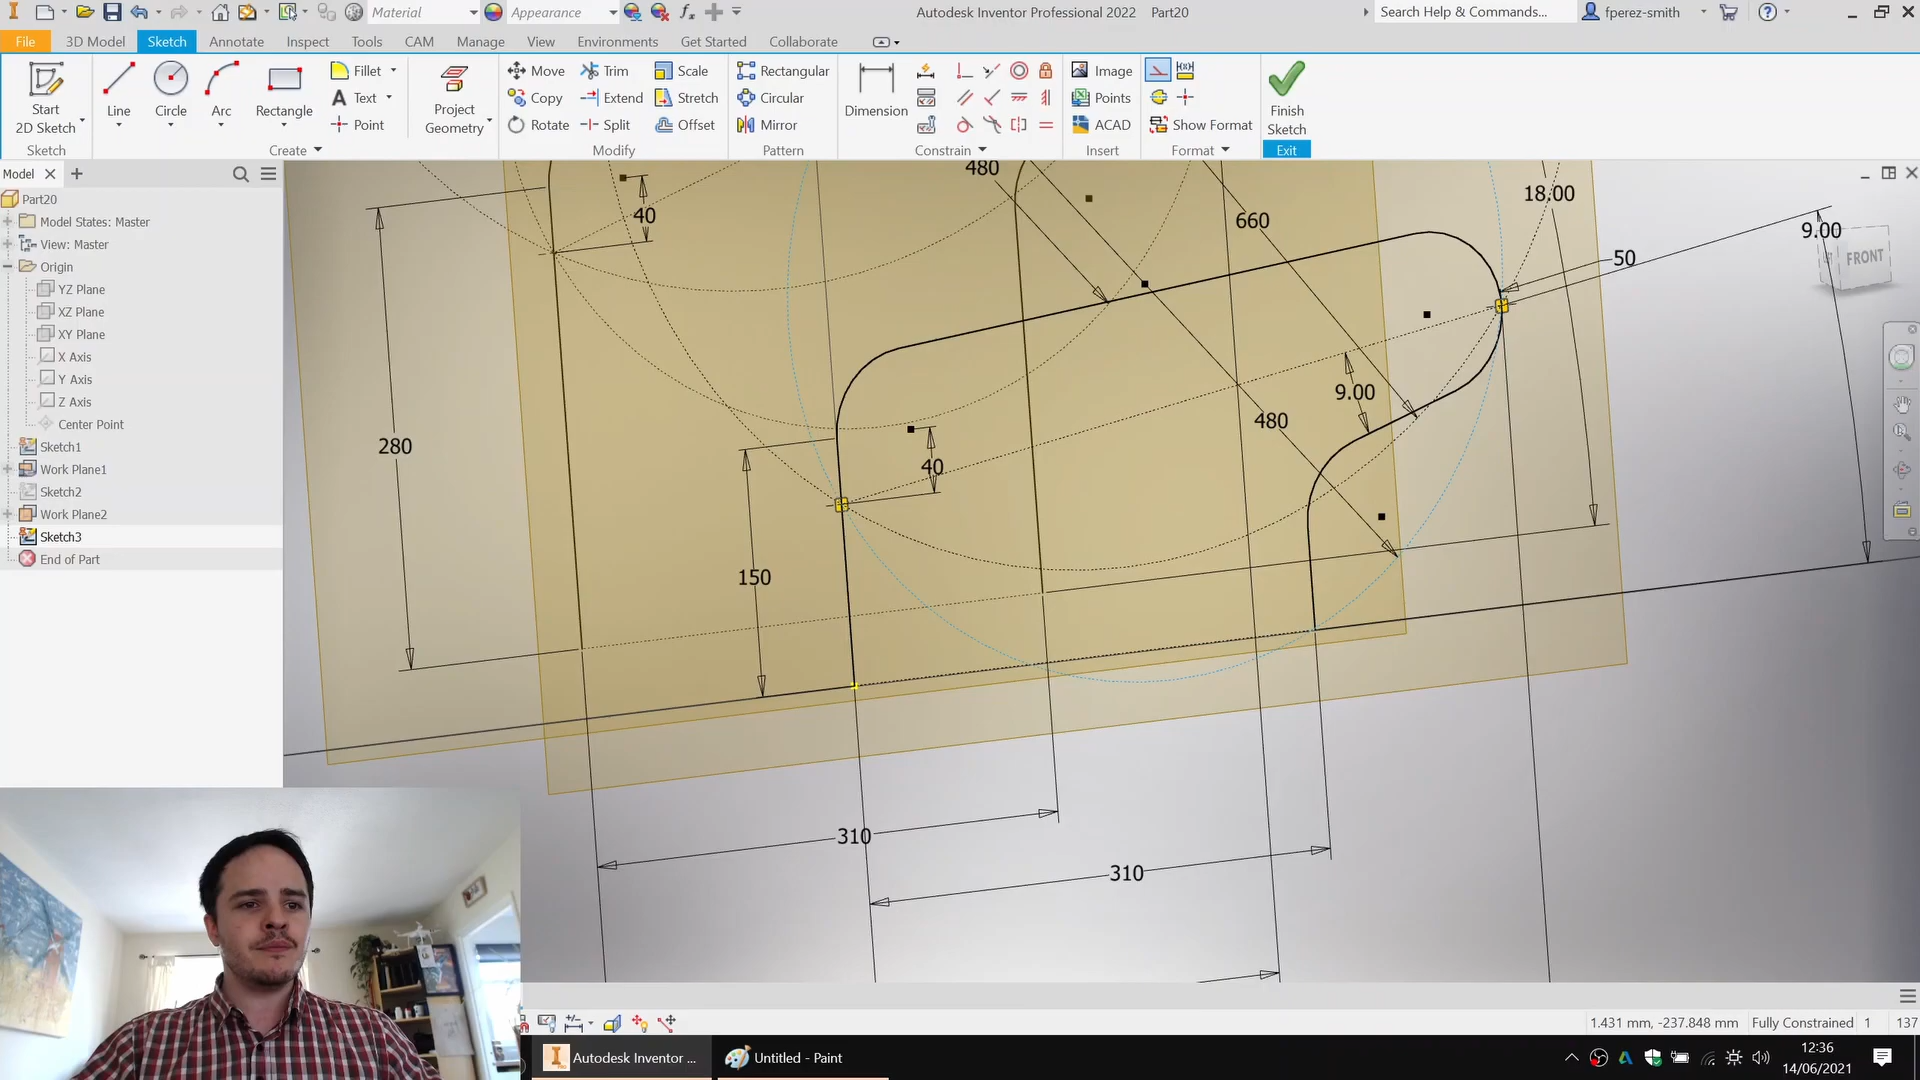 Material
Appearance
Autodesk Inventor Professional 2022 Part20
Search Help & Commands...
fperez-smith
File
3D Model
Sketch
Annotate
Inspect
Tools
CAM
Manage
View
Environments
Get Started
Collaborate
Start
2D Sketch
Line
Circle
Arc
Rectangle
Fillet
Text
Point
Project
Geometry
Move
Copy
Rotate
Trim
Extend
Split
Scale
Stretch
Offset
Rectangular
Circular
Mirror
Dimension
Image
Points
ACAD
Show Format
Finish
Sketch
Sketch
Create
Modify
Pattern
Constrain
Insert
Format
Exit
Model
Part20
Model States: Master
View: Master
Origin
YZ Plane
XZ Plane
XY Plane
X Axis
Y Axis
Z Axis
Center Point
Sketch1
Work Plane1
Sketch2
Work Plane2
Sketch3
End of Part
480
18.00
40
660
9.00
50
FRONT
9.00
480
280
40
150
310
310
1.431 mm, -237.848 mm Fully Constrained 1 137
Autodesk Inventor ...
Untitled - Paint
12:36
14/06/2021